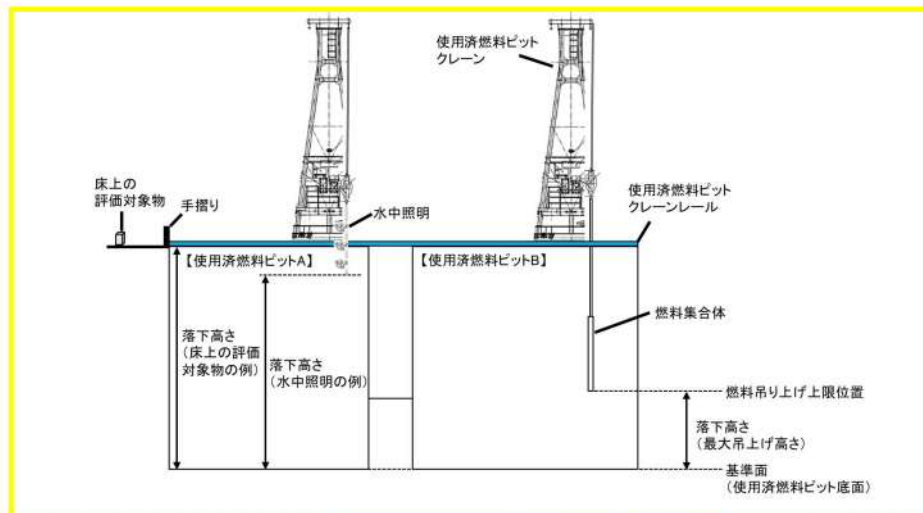 使用済燃料ピット
クレーン
床上の
評価対象物
手摺り
水中照明
使用済燃料ピット
クレーンレール
【使用済燃料ピットA】
【使用済燃料ピットB】
燃料集合体
落下高さ
（床上の評価
対象物の例）
落下高さ
（水中照明の例）
燃料吊り上げ上限位置
落下高さ
（最大吊上げ高さ）
基準面
（使用済燃料ピット底面）